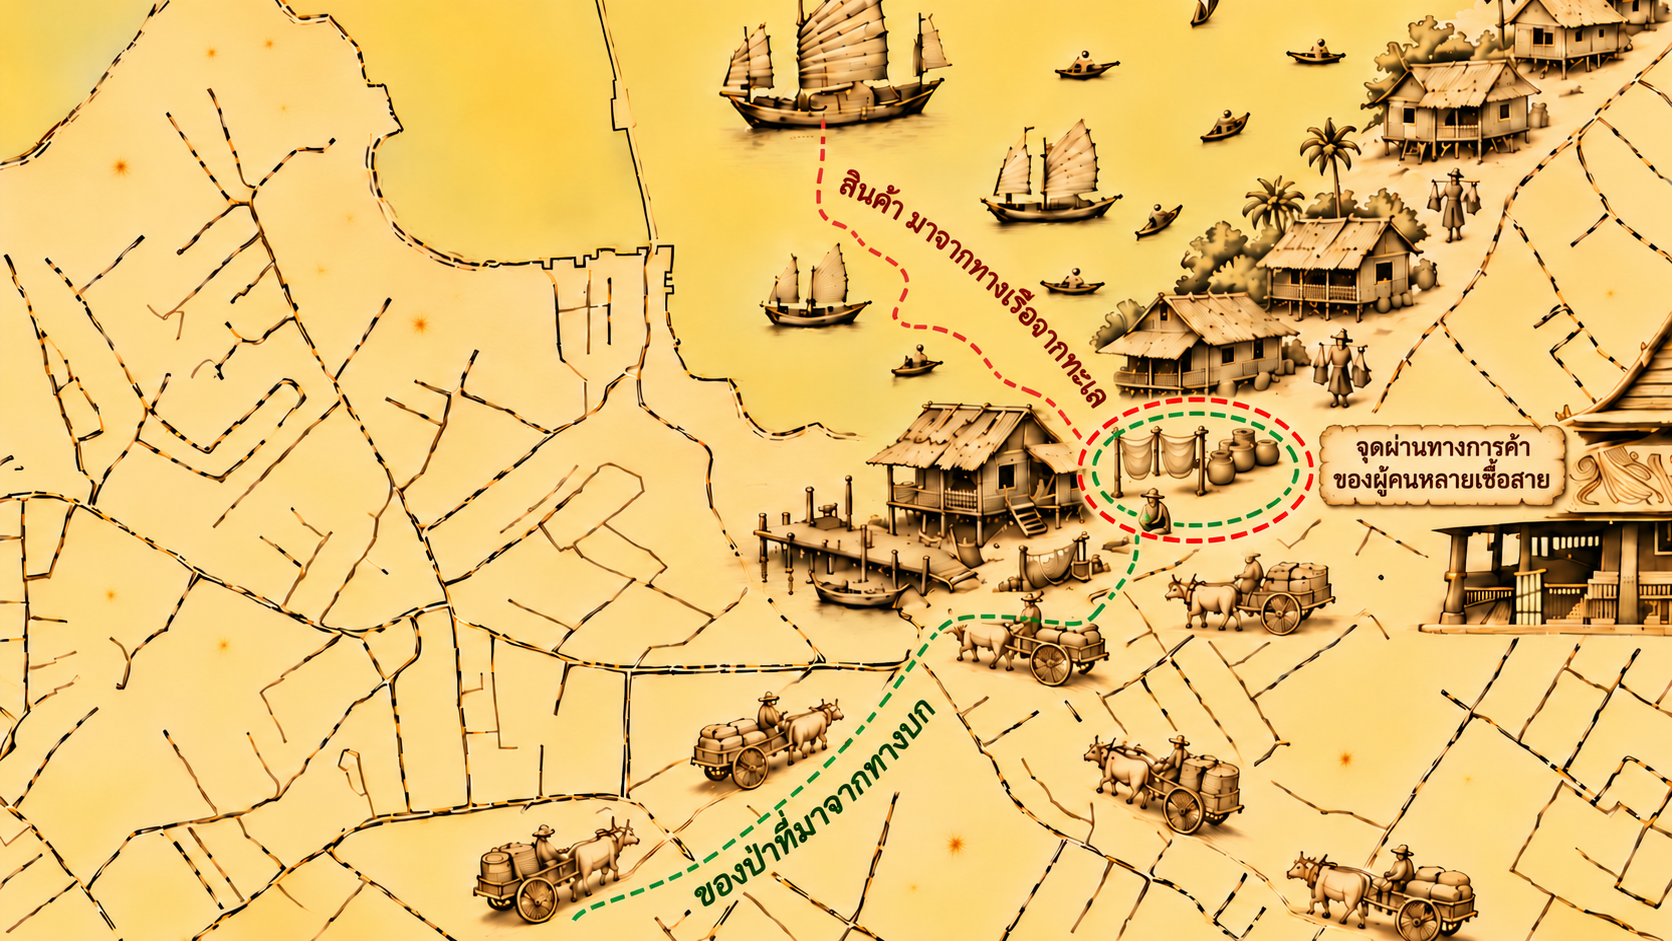 สินค้า มาจากทางเรือจากทะเล
จุดผ่านทางการค้า
ของผู้คนหลายเชื้อสาย
ของป่าที่มาจากทางบก